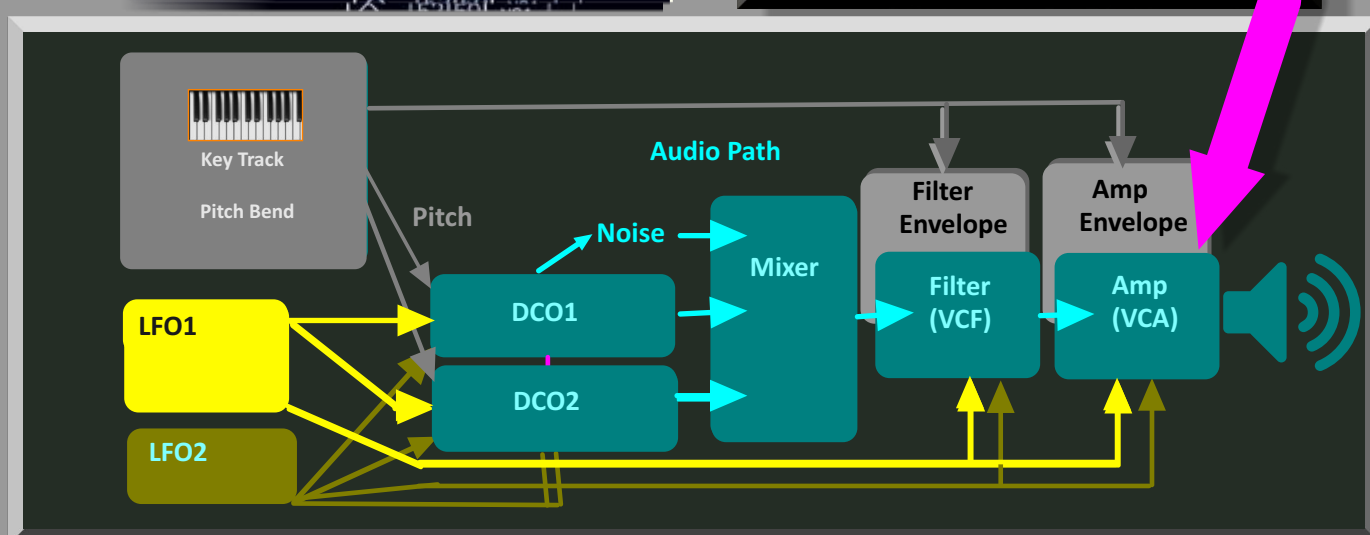 Key Track
Pitch Bend
Pitch
Audio Path
Noise
Mixer
Filter
Envelope
Amp
Envelope
DCO1
DCO2
Filter
(VCF)
Amp
(VCA)
LFO1
LFO2